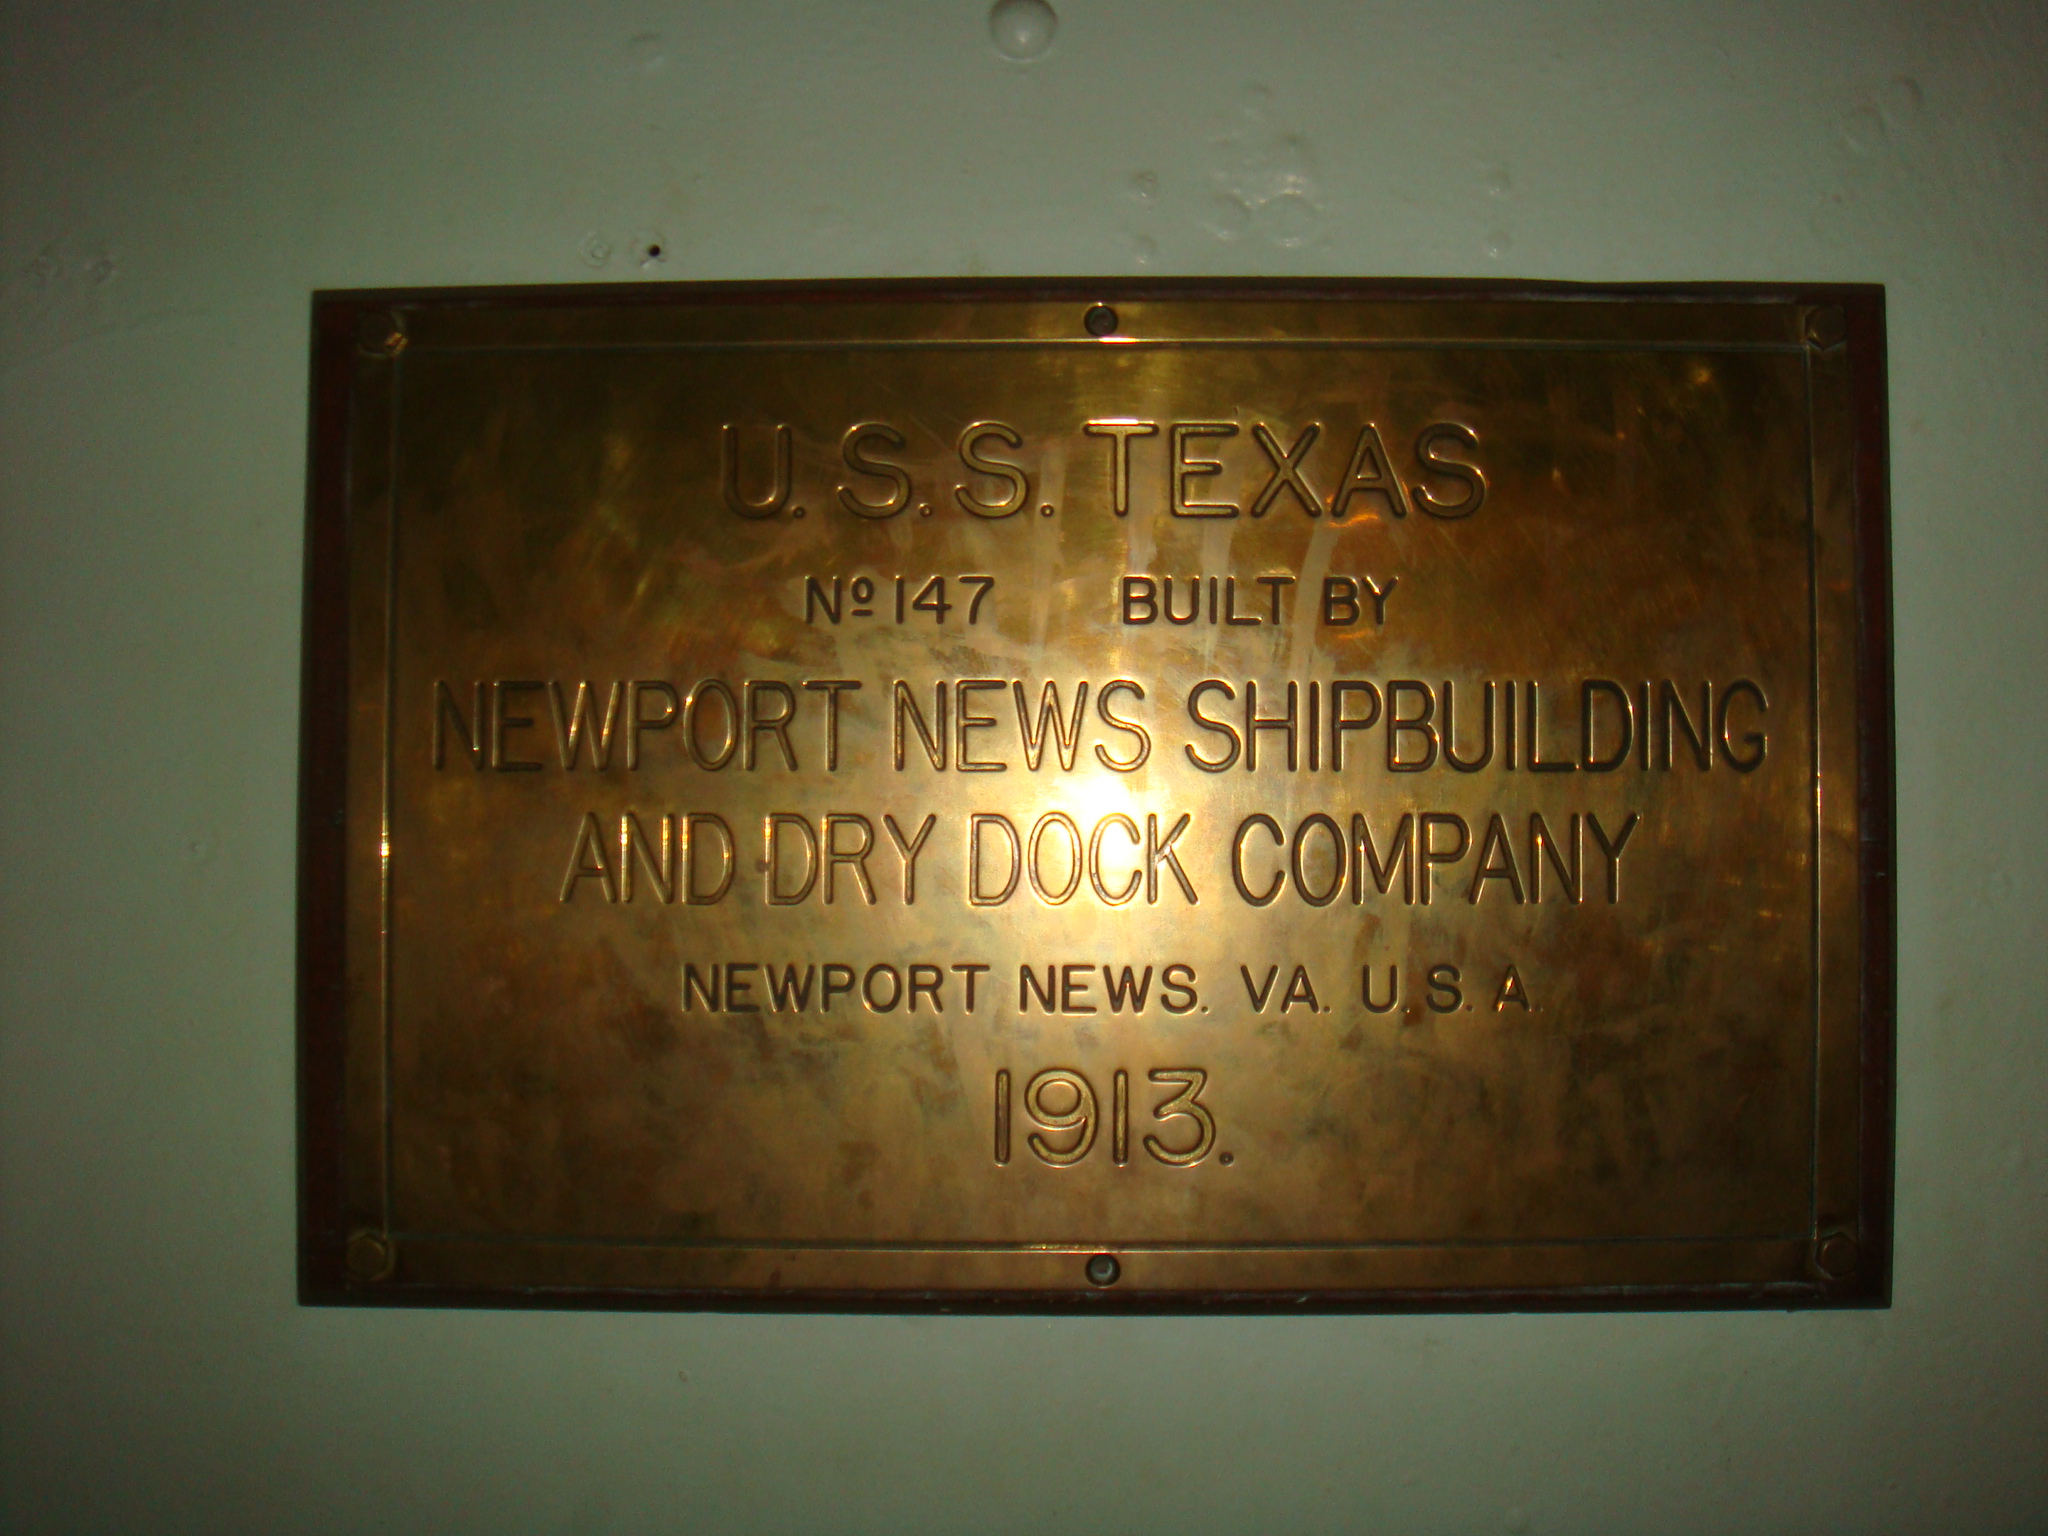 U.S.S. TEXAS
Nº 147 BUILT BY
NEWPORT NEWS SHIPBUILDING
AND DRY DOCK COMPANY
NEWPORT NEWS. VA. U.S.A.
1913.